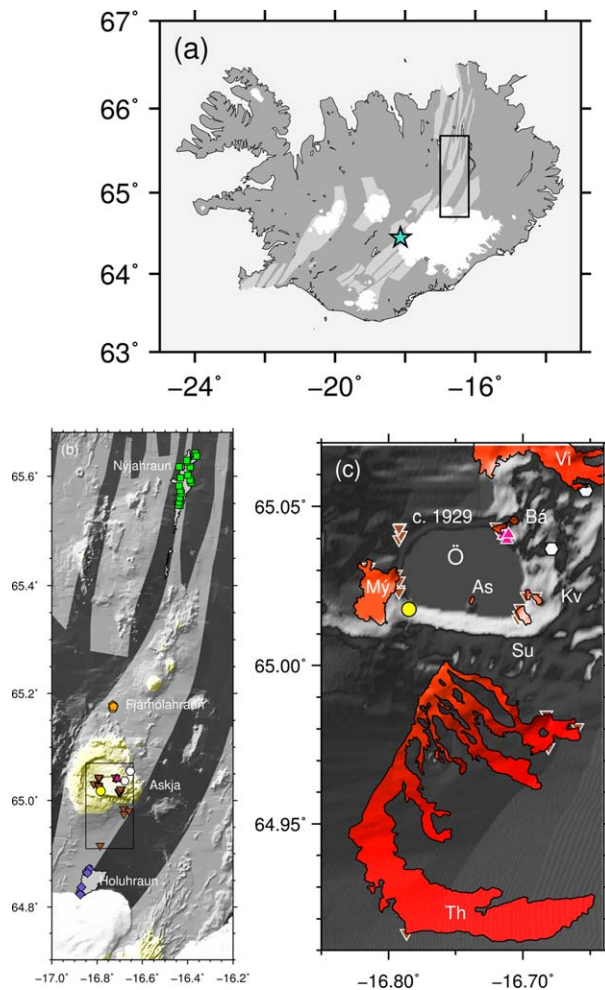 67°
(a)
66°
65°
64°
63°
−24°
−20°
−16°
(b)
65.6°
Nýjahraun
65.4°
65.2°
Fjárhólahraun
65.0°
Askja
64.8°
Holuhraun
−17.0°
−16.8°
−16.6°
−16.4°
−16.2°
(c)
Vi
65.05°
c. 1929
Bá
Ö
Mý
As
Kv
65.00°
Su
64.95°
Th
−16.80°
−16.70°